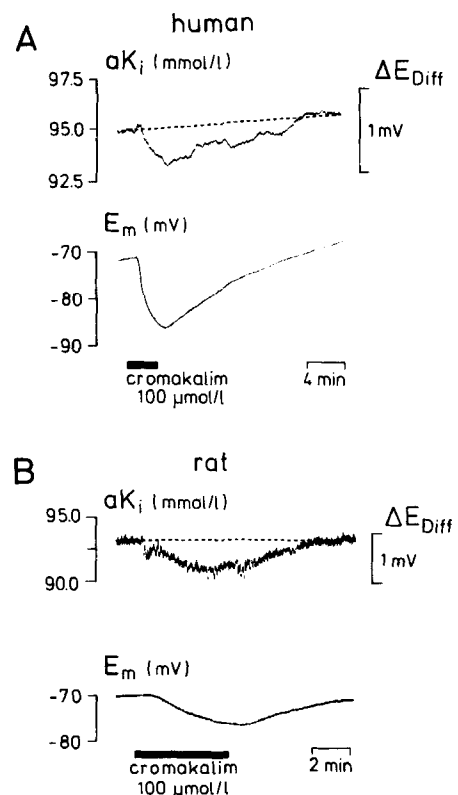 A
human
aKi (mmol/l)
97.5
95.0
92.5
ΔEDiff
1mV
Em (mV)
-70
-80
-90
cromakalim
100 µmol/l
4 min
B
rat
aKi (mmol/l)
95.0
90.0
ΔEDiff
1mV
Em (mV)
-70
-80
cromakalim
100 µmol/l
2 min